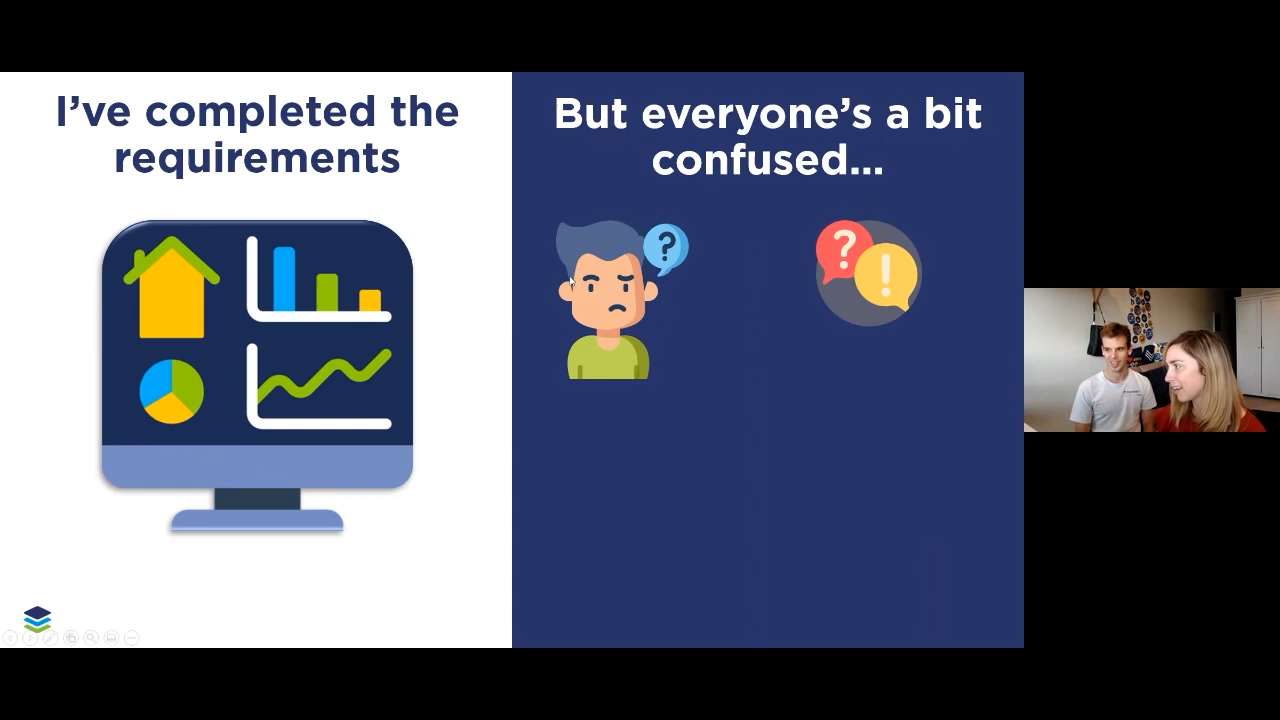 I’ve completed the
requirements
But everyone’s a bit
confused...
?
?
!